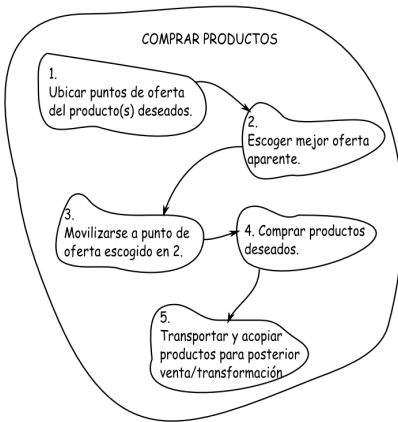 COMPRAR PRODUCTOS
1.
Ubicar puntos de oferta
del producto(s) deseados.
2.
Escoger mejor oferta
aparente.
3.
Movilizarse a punto de
oferta escogido en 2.
4. Comprar productos
deseados.
5.
Transportar y acopiar
productos para posterior
venta/transformación